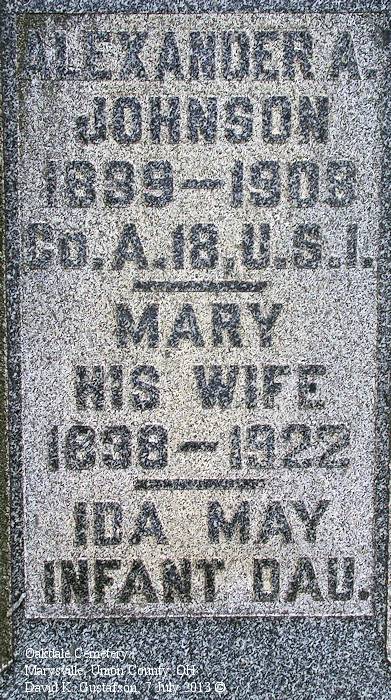 ALEXANDER A.
JOHNSON
1839—1903
CO. A. 18, U.S.I.
MARY
HIS WIFE
1838—1922
IDA MAY
INFANT DAU.
Oakdale Cemetery
Marysville, Union County, OH
David K. Gustafson, 7 July 2013 ©